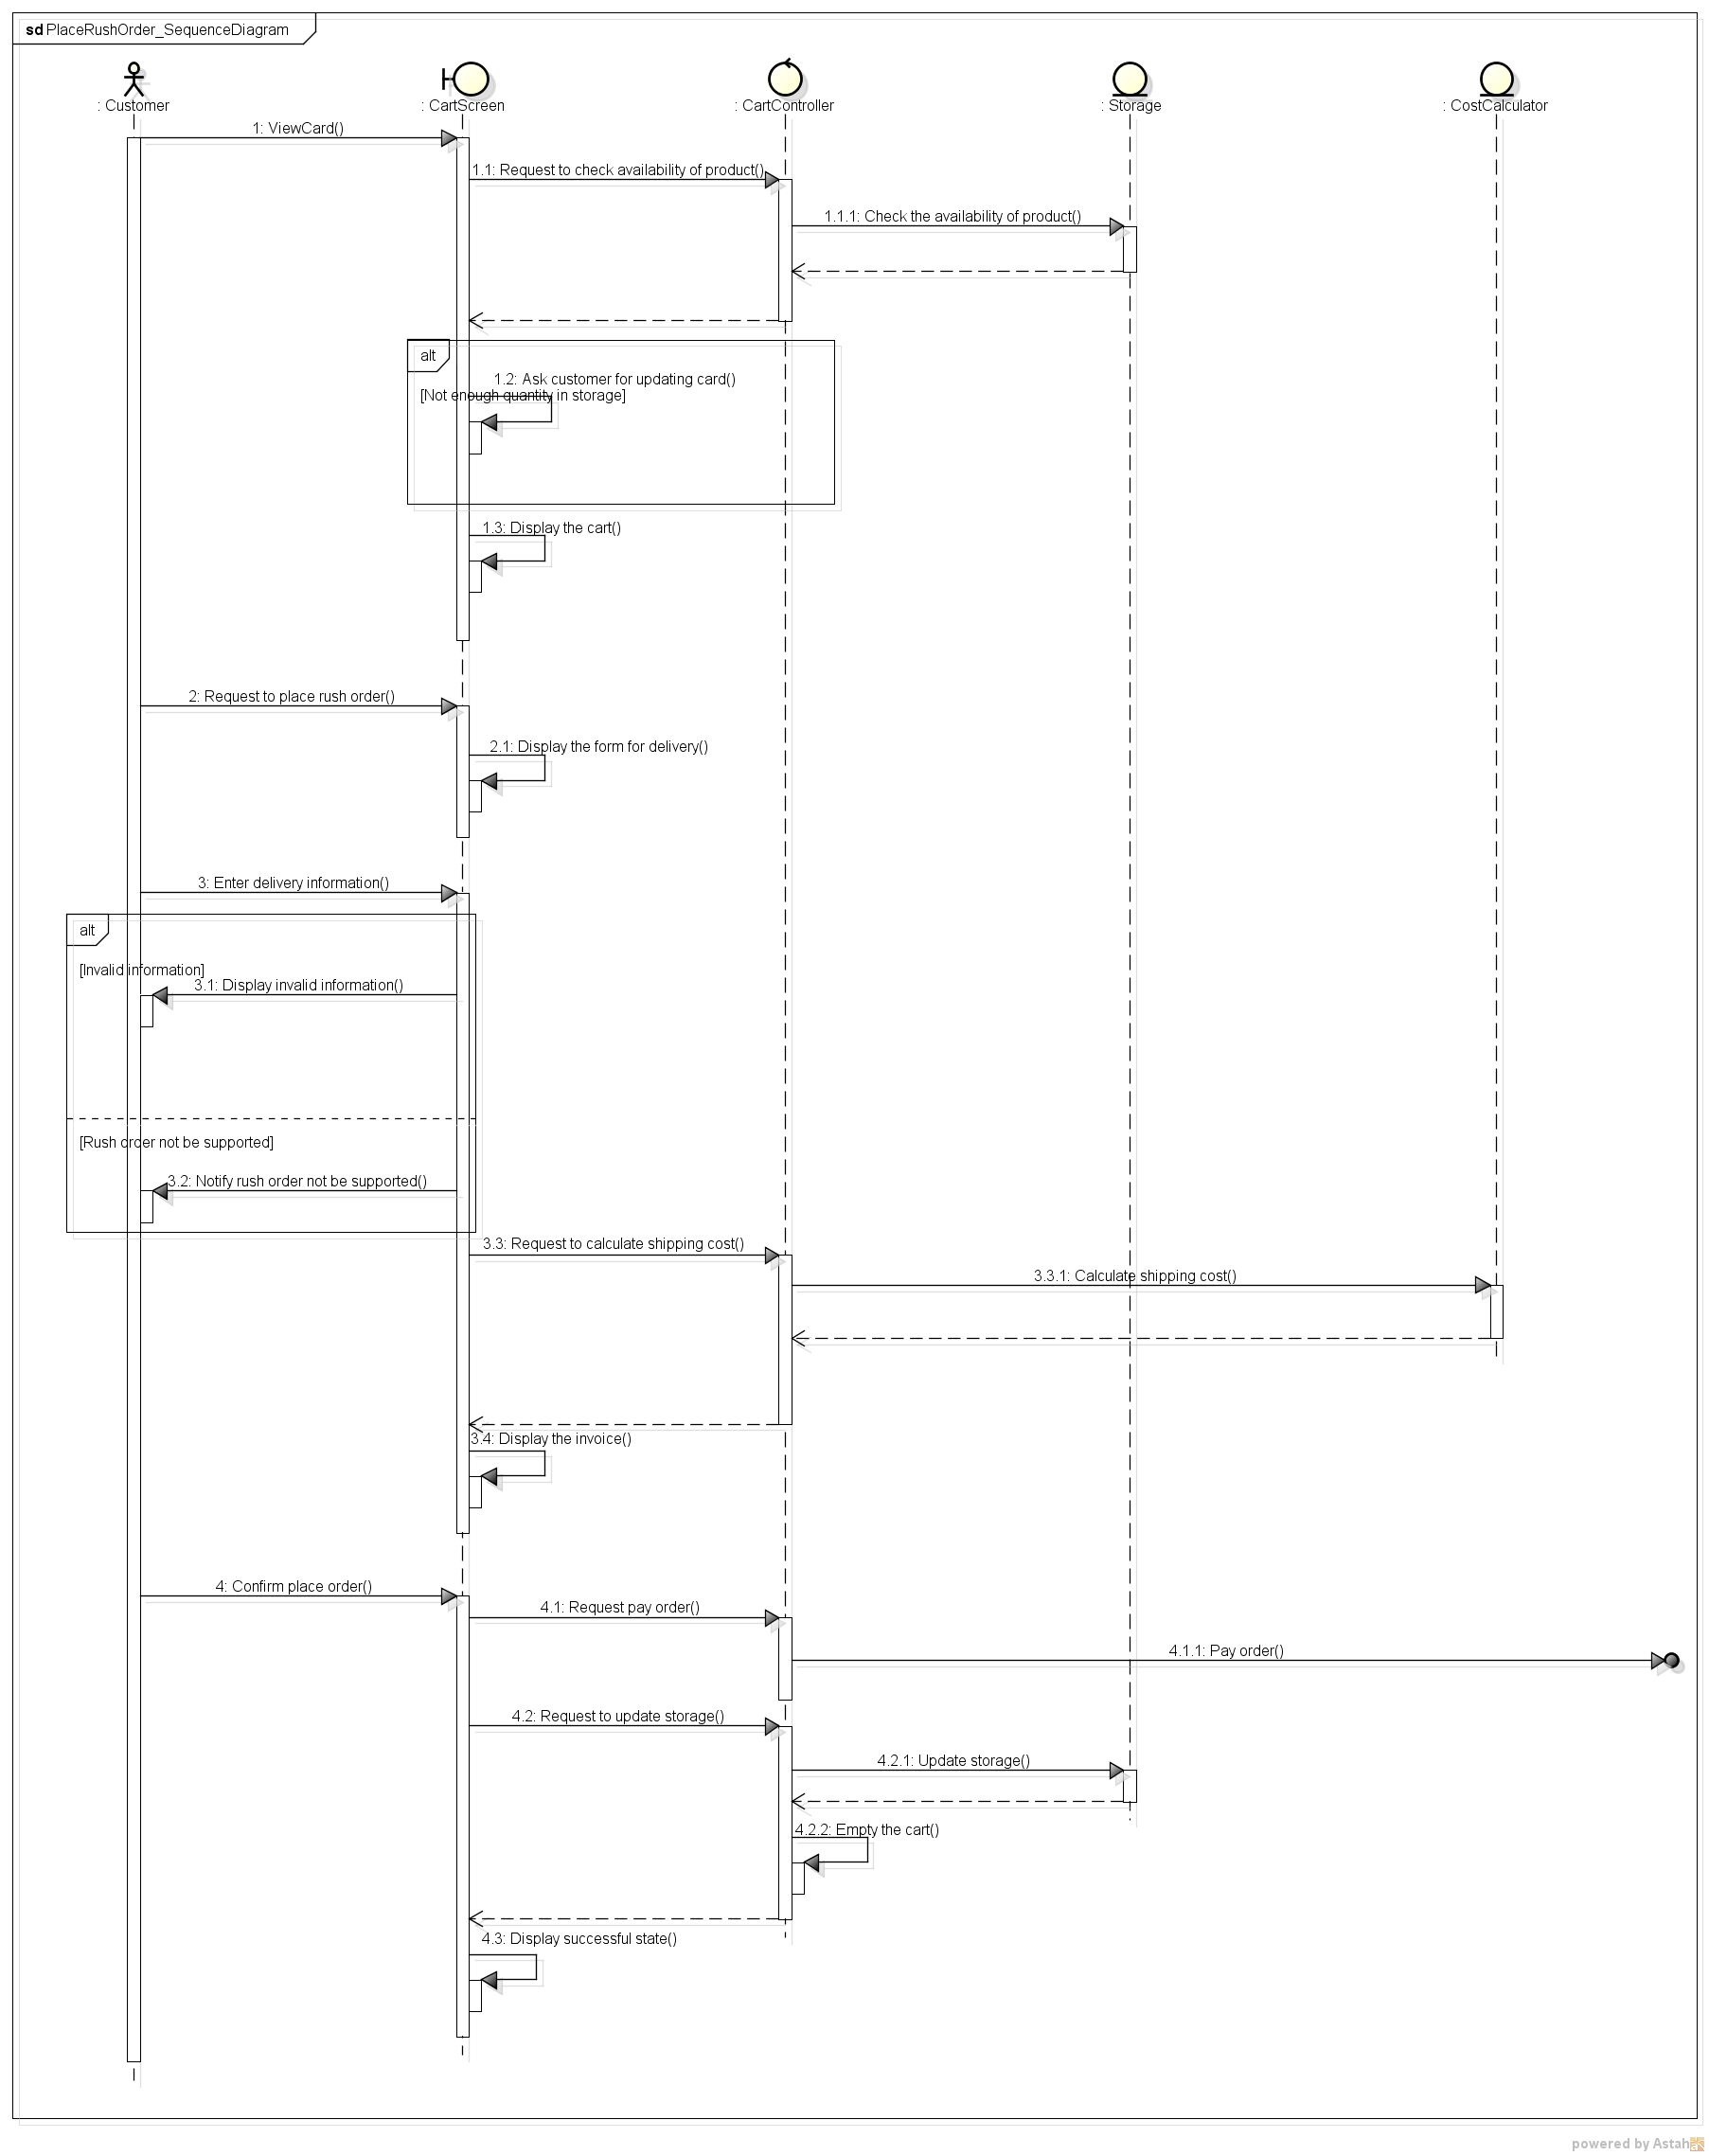 sd PlaceRushOrder_SequenceDiagram
: Customer
: CartScreen
: CartController
: Storage
: CostCalculator
1: ViewCard()
1.1: Request to check availability of product()
1.1.1: Check the availability of product()
alt
1.2: Ask customer for updating card()
[Not enough quantity in storage]
1.3: Display the cart()
2: Request to place rush order()
2.1: Display the form for delivery()
3: Enter delivery information()
alt
[Invalid information]
3.1: Display invalid information()
[Rush order not be supported]
3.2: Notify rush order not be supported()
3.3: Request to calculate shipping cost()
3.3.1: Calculate shipping cost()
3.4: Display the invoice()
4: Confirm place order()
4.1: Request pay order()
4.1.1: Pay order()
4.2: Request to update storage()
4.2.1: Update storage()
4.2.2: Empty the cart()
4.3: Display successful state()
powered by Astah